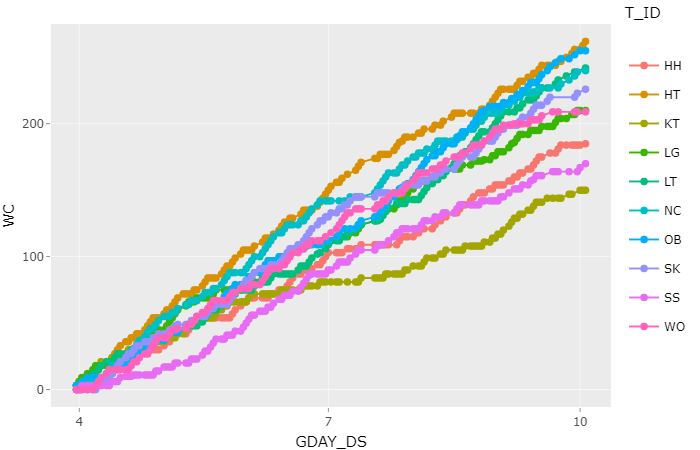 T_ID
HH
HT
KT
LG
LT
NC
OB
SK
SS
WO
200
100
0
WC
4 7 10
GDAY_DS